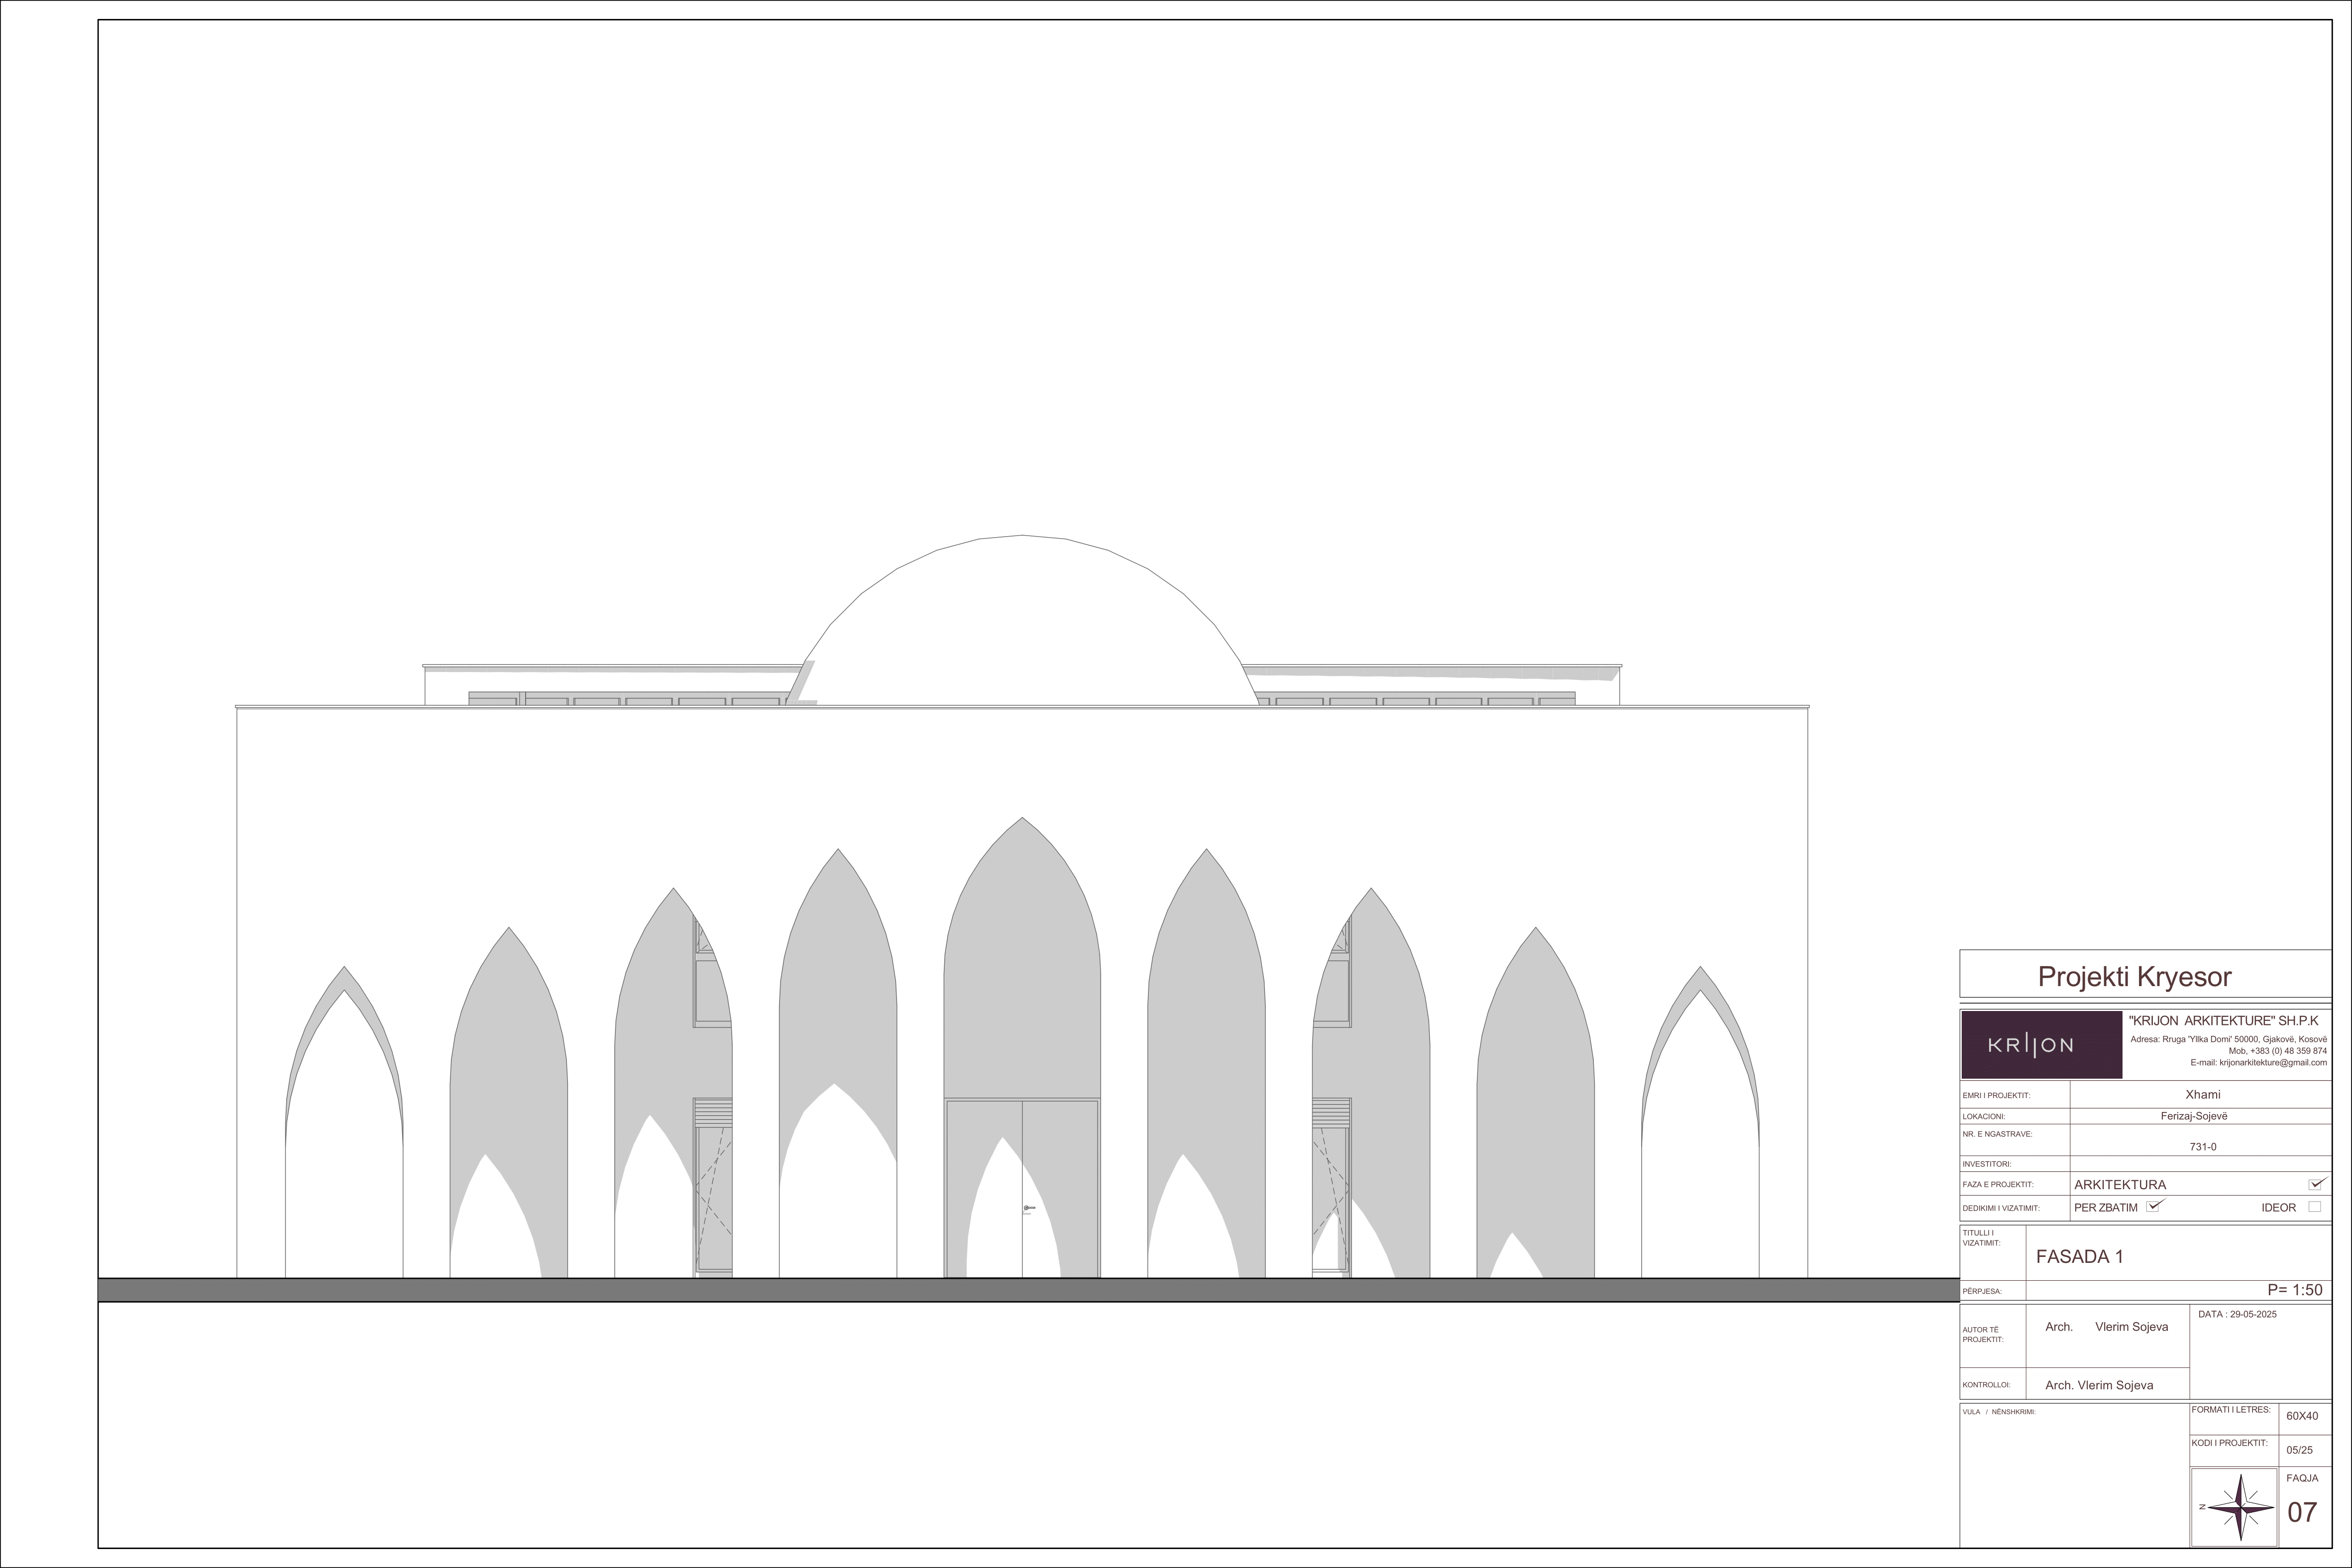 Projekti Kryesor
KRIJON
"KRIJON ARKITEKTURE" SH.P.K
Adresa: Rruga 'Yllka Domi' 50000, Gjakovë, Kosovë
Mob, +383 (0) 48 359 874
E-mail: krijonarkitekture@gmail.com
EMRI I PROJEKTIT: Xhami
LOKACIONI: Ferizaj-Sojevë
NR. E NGASTRAVE: 731-0
INVESTITORI:
FAZA E PROJEKTIT: ARKITEKTURA
DEDIKIMI I VIZATIMIT: PER ZBATIM IDEOR
TITULLI I
VIZATIMIT:
FASADA 1
PËRPJESA: P= 1:50
AUTOR TË
PROJEKTIT:
Arch. Vlerim Sojeva
DATA : 29-05-2025
KONTROLLOI: Arch. Vlerim Sojeva
VULA / NËNSHKRIMI:
FORMATI I LETRES: 60X40
KODI I PROJEKTIT: 05/25
N
FAQJA
07